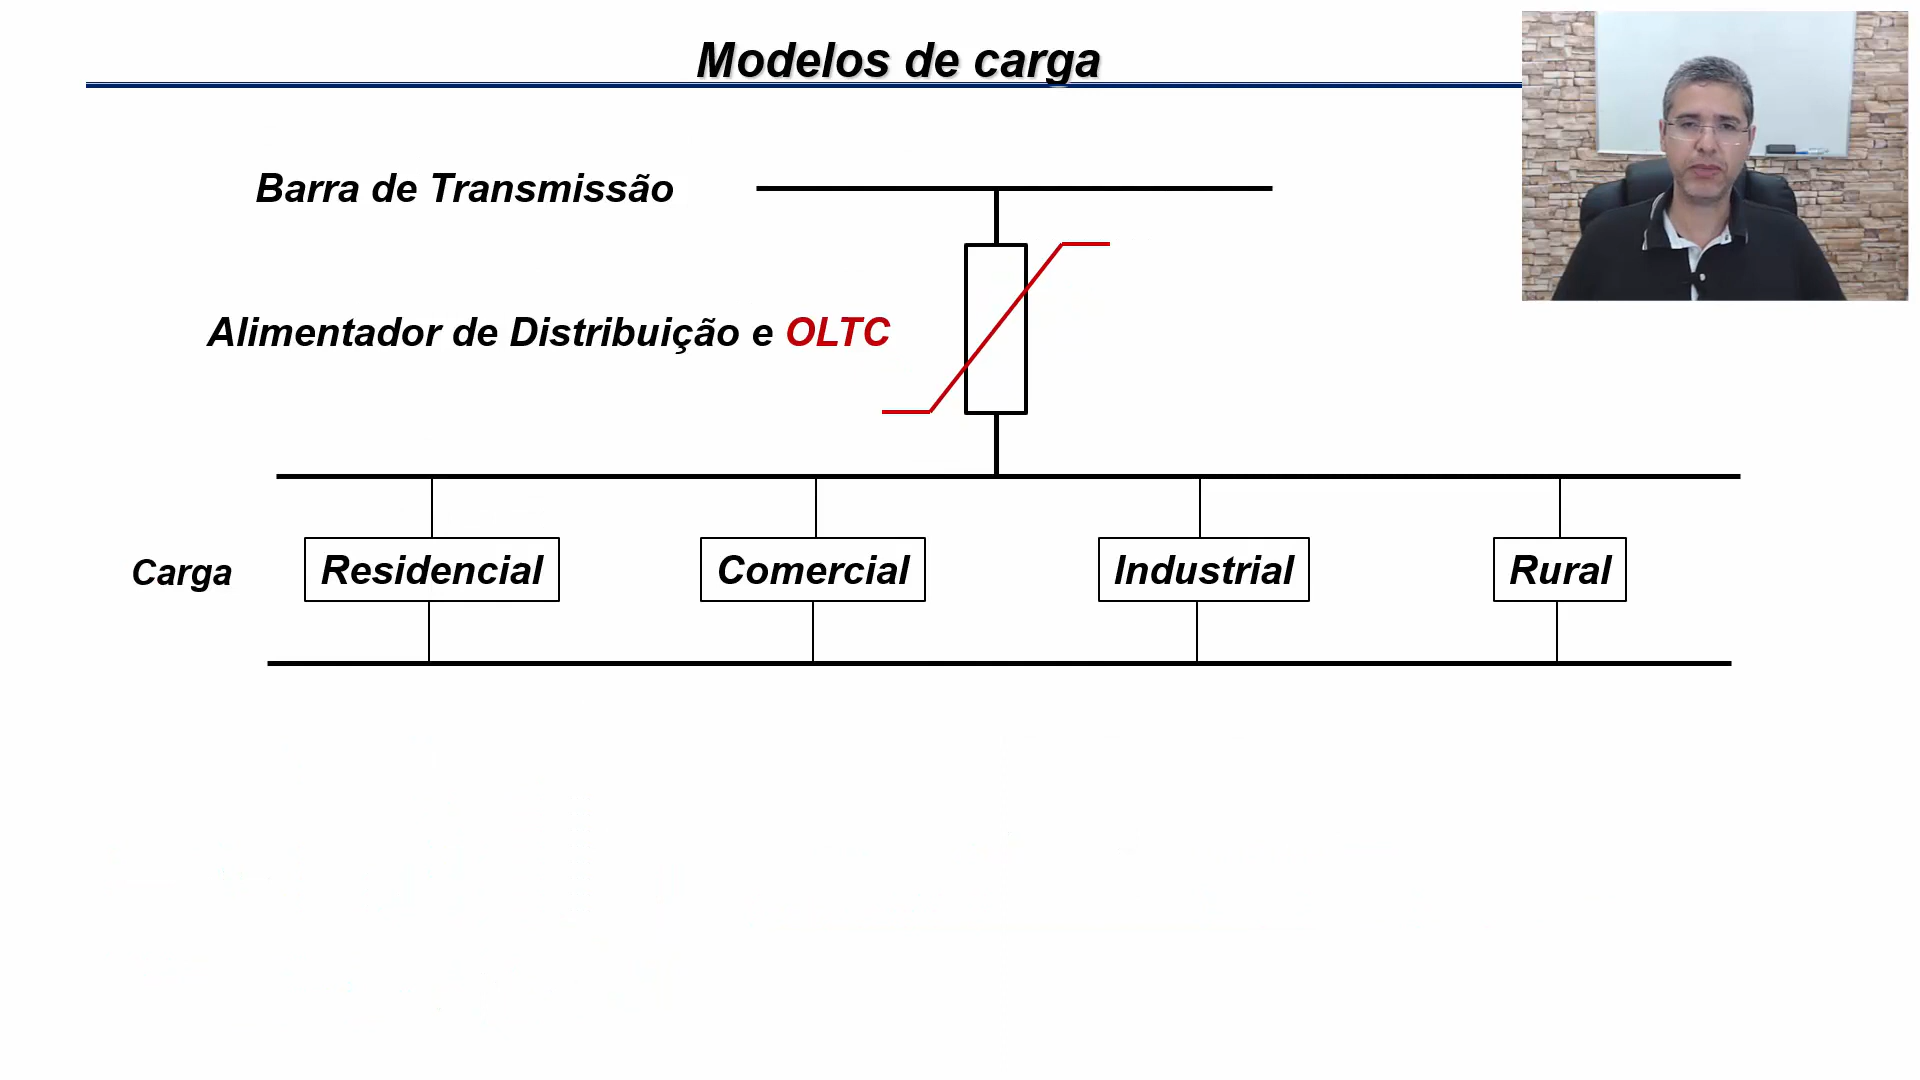 Modelos de carga
Barra de Transmissão
Alimentador de Distribuição e OLTC
Carga
Residencial
Comercial
Industrial
Rural